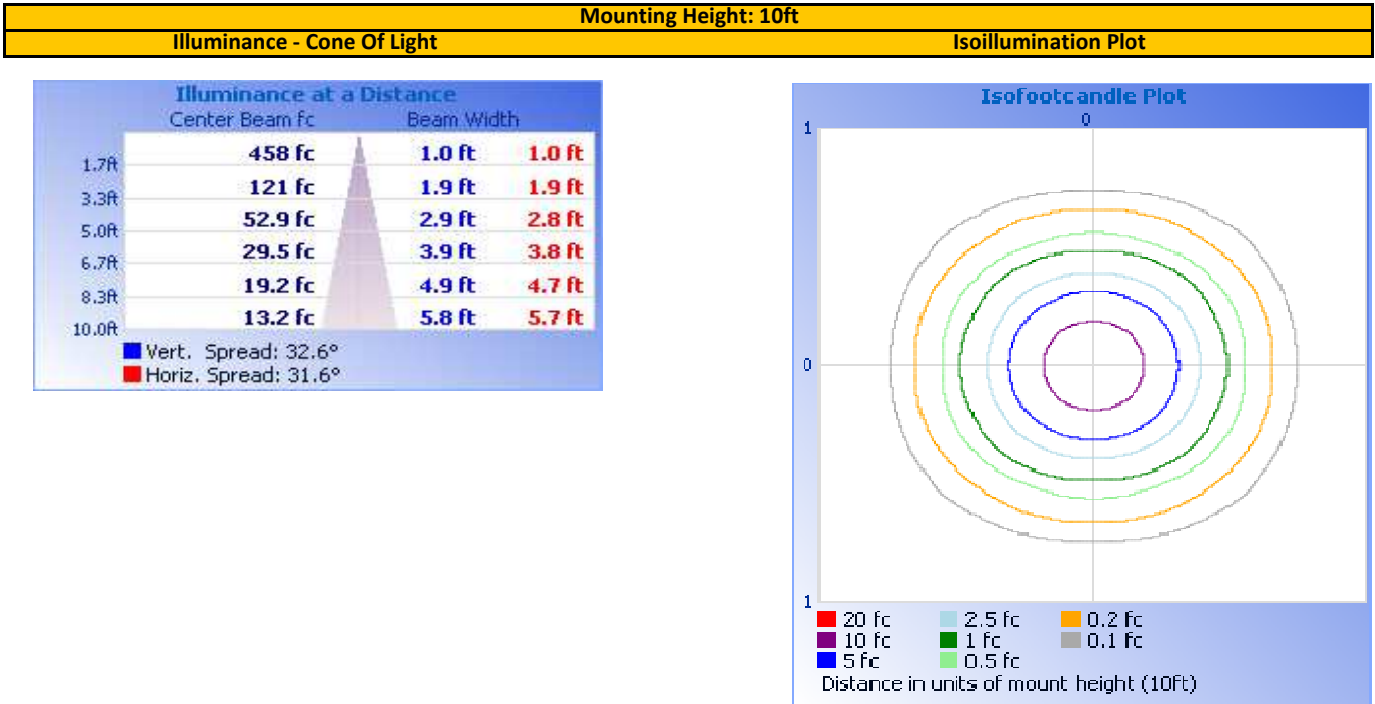 Mounting Height: 10ft
Illuminance - Cone Of Light
Isoillumination Plot
Illuminance at a Distance
Center Beam fc Beam Width
1.7ft 458 fc 1.0 ft 1.0 ft
3.3ft 121 fc 1.9 ft 1.9 ft
5.0ft 52.9 fc 2.9 ft 2.8 ft
6.7ft 29.5 fc 3.9 ft 3.8 ft
8.3ft 19.2 fc 4.9 ft 4.7 ft
10.0ft 13.2 fc 5.8 ft 5.7 ft
Vert. Spread: 32.6°
Horiz. Spread: 31.6°
Isofootcandle Plot
0
1
0
1
20 fc 2.5 fc 0.2 fc
10 fc 1 fc 0.1 fc
5 fc 0.5 fc
Distance in units of mount height (10ft)